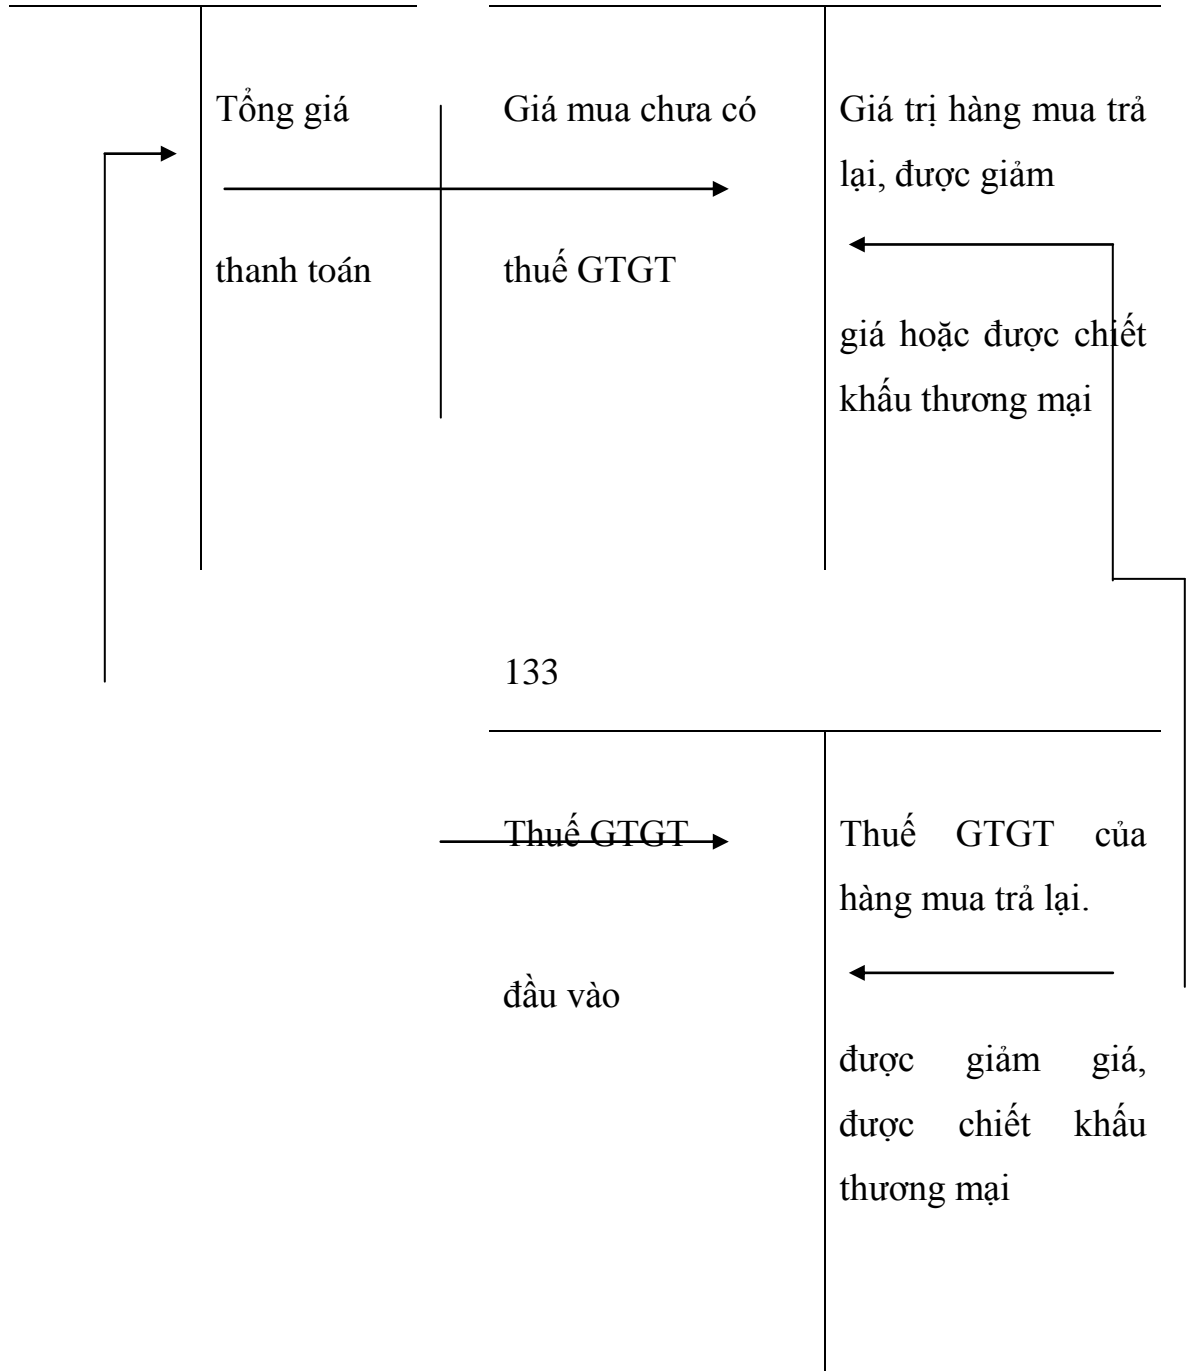 Tổng giá
thanh toán
Giá mua chưa có
thuế GTGT
Giá trị hàng mua trả
lại, được giảm
giá hoặc được chiết
khấu thương mại
133
Thuế GTGT
đầu vào
Thuế GTGT của
hàng mua trả lại.
được giảm giá,
được chiết khấu
thương mại